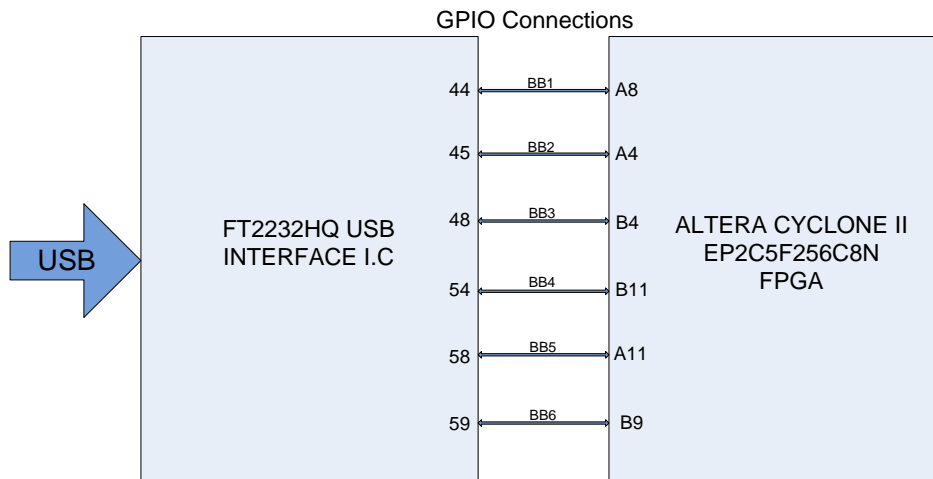 GPIO Connections
44 BB1 A8
45 BB2 A4
48 BB3 B4
FT2232HQ USB
INTERFACE I.C
ALTERA CYCLONE II
EP2C5F256C8N
FPGA
USB
54 BB4 B11
58 BB5 A11
59 BB6 B9